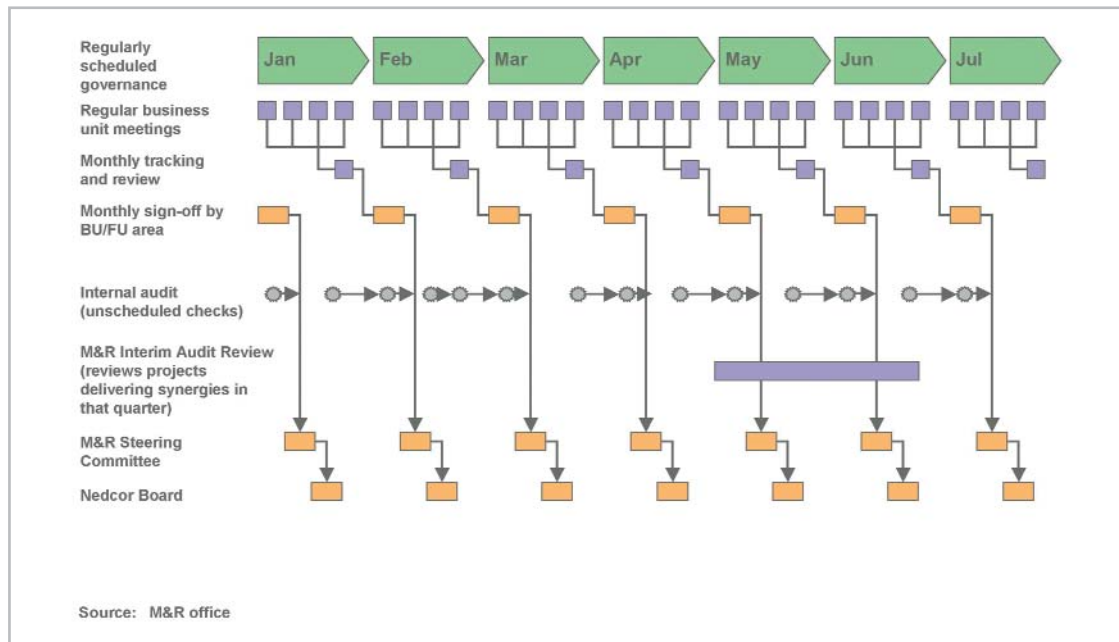 Regularly
scheduled
governance
Jan
Feb
Mar
Apr
May
Jun
Jul
Regular business
unit meetings
Monthly tracking
and review
Monthly sign-off by
BU/FU area
Internal audit
(unscheduled checks)
M&R Interim Audit Review
(reviews projects
delivering synergies in
that quarter)
M&R Steering
Committee
Nedcor Board
Source: M&R office